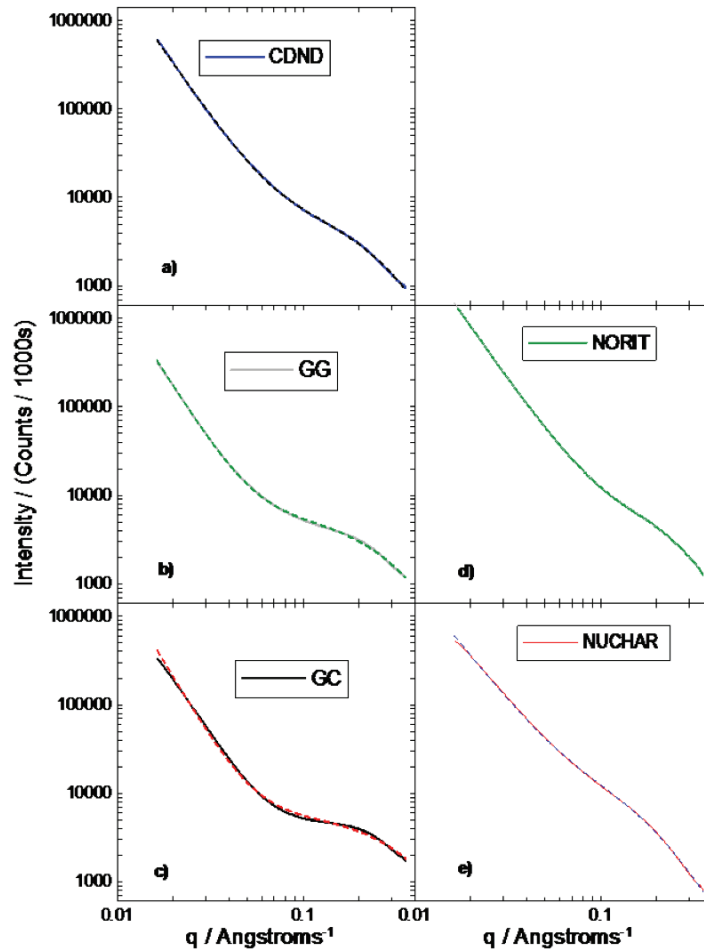 1000000
CDND
100000
10000
1000
a)
Intensity / (Counts / 1000s)
1000000
GG
100000
10000
1000
b)
NORIT
d)
1000000
GC
100000
10000
1000
c)
NUCHAR
e)
0.01
0.1
0.01
0.1
q / Angstroms⁻¹
q / Angstroms⁻¹